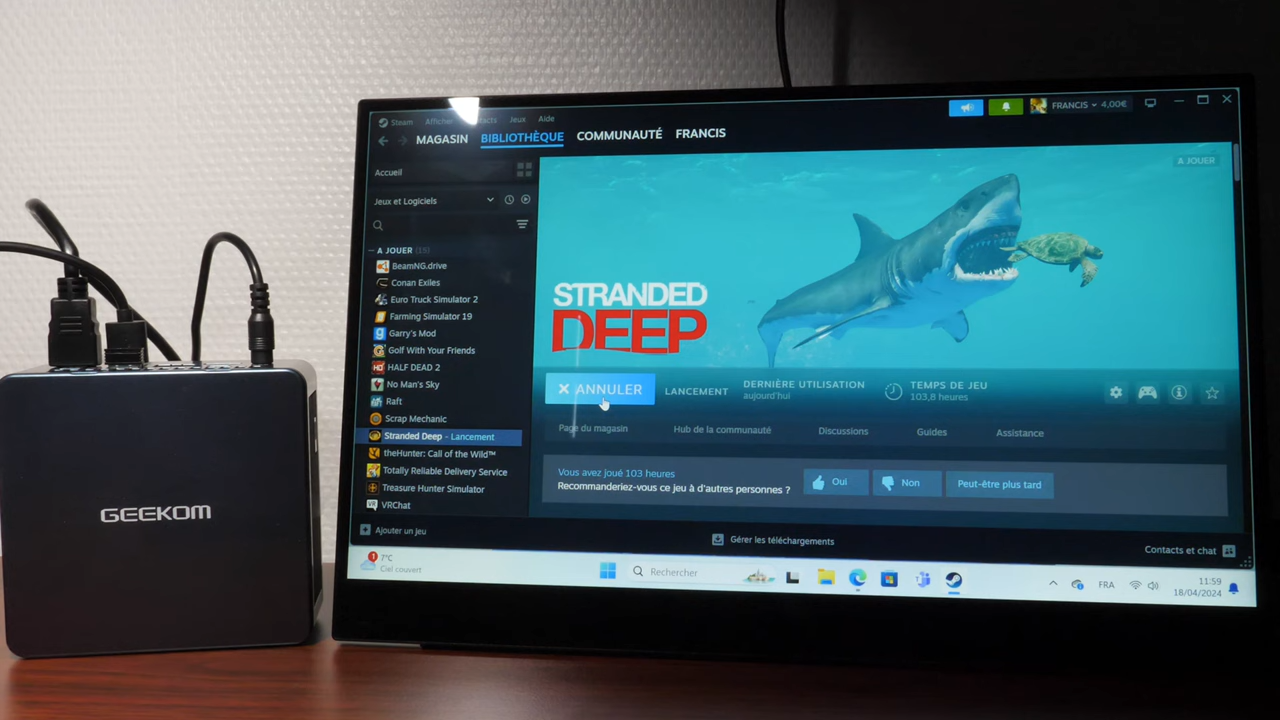 GEEKOM
Steam Afficher Contacts Jeux Aide
FRANCIS 4,00€
MAGASIN BIBLIOTHÈQUE COMMUNAUTÉ FRANCIS
Accueil
Jeux et Logiciels
A JOUER (15)
BeamNG.drive
Conan Exiles
Euro Truck Simulator 2
Farming Simulator 19
Garry's Mod
Golf With Your Friends
HALF DEAD 2
No Man's Sky
Raft
Scrap Mechanic
Stranded Deep - Lancement
theHunter: Call of the Wild™
Totally Reliable Delivery Service
Treasure Hunter Simulator
VR VRChat
Ajouter un jeu
A JOUER
STRANDED
DEEP
ANNULER
LANCEMENT
DERNIÈRE UTILISATION
aujourd'hui
TEMPS DE JEU
103,8 heures
Page du magasin Hub de la communauté Discussions Guides Assistance
Vous avez joué 103 heures
Recommanderiez-vous ce jeu à d'autres personnes ?
Oui Non Peut-être plus tard
Gérer les téléchargements
Contacts et chat
1
7°C
Ciel couvert
Rechercher
FRA
11:59
18/04/2024